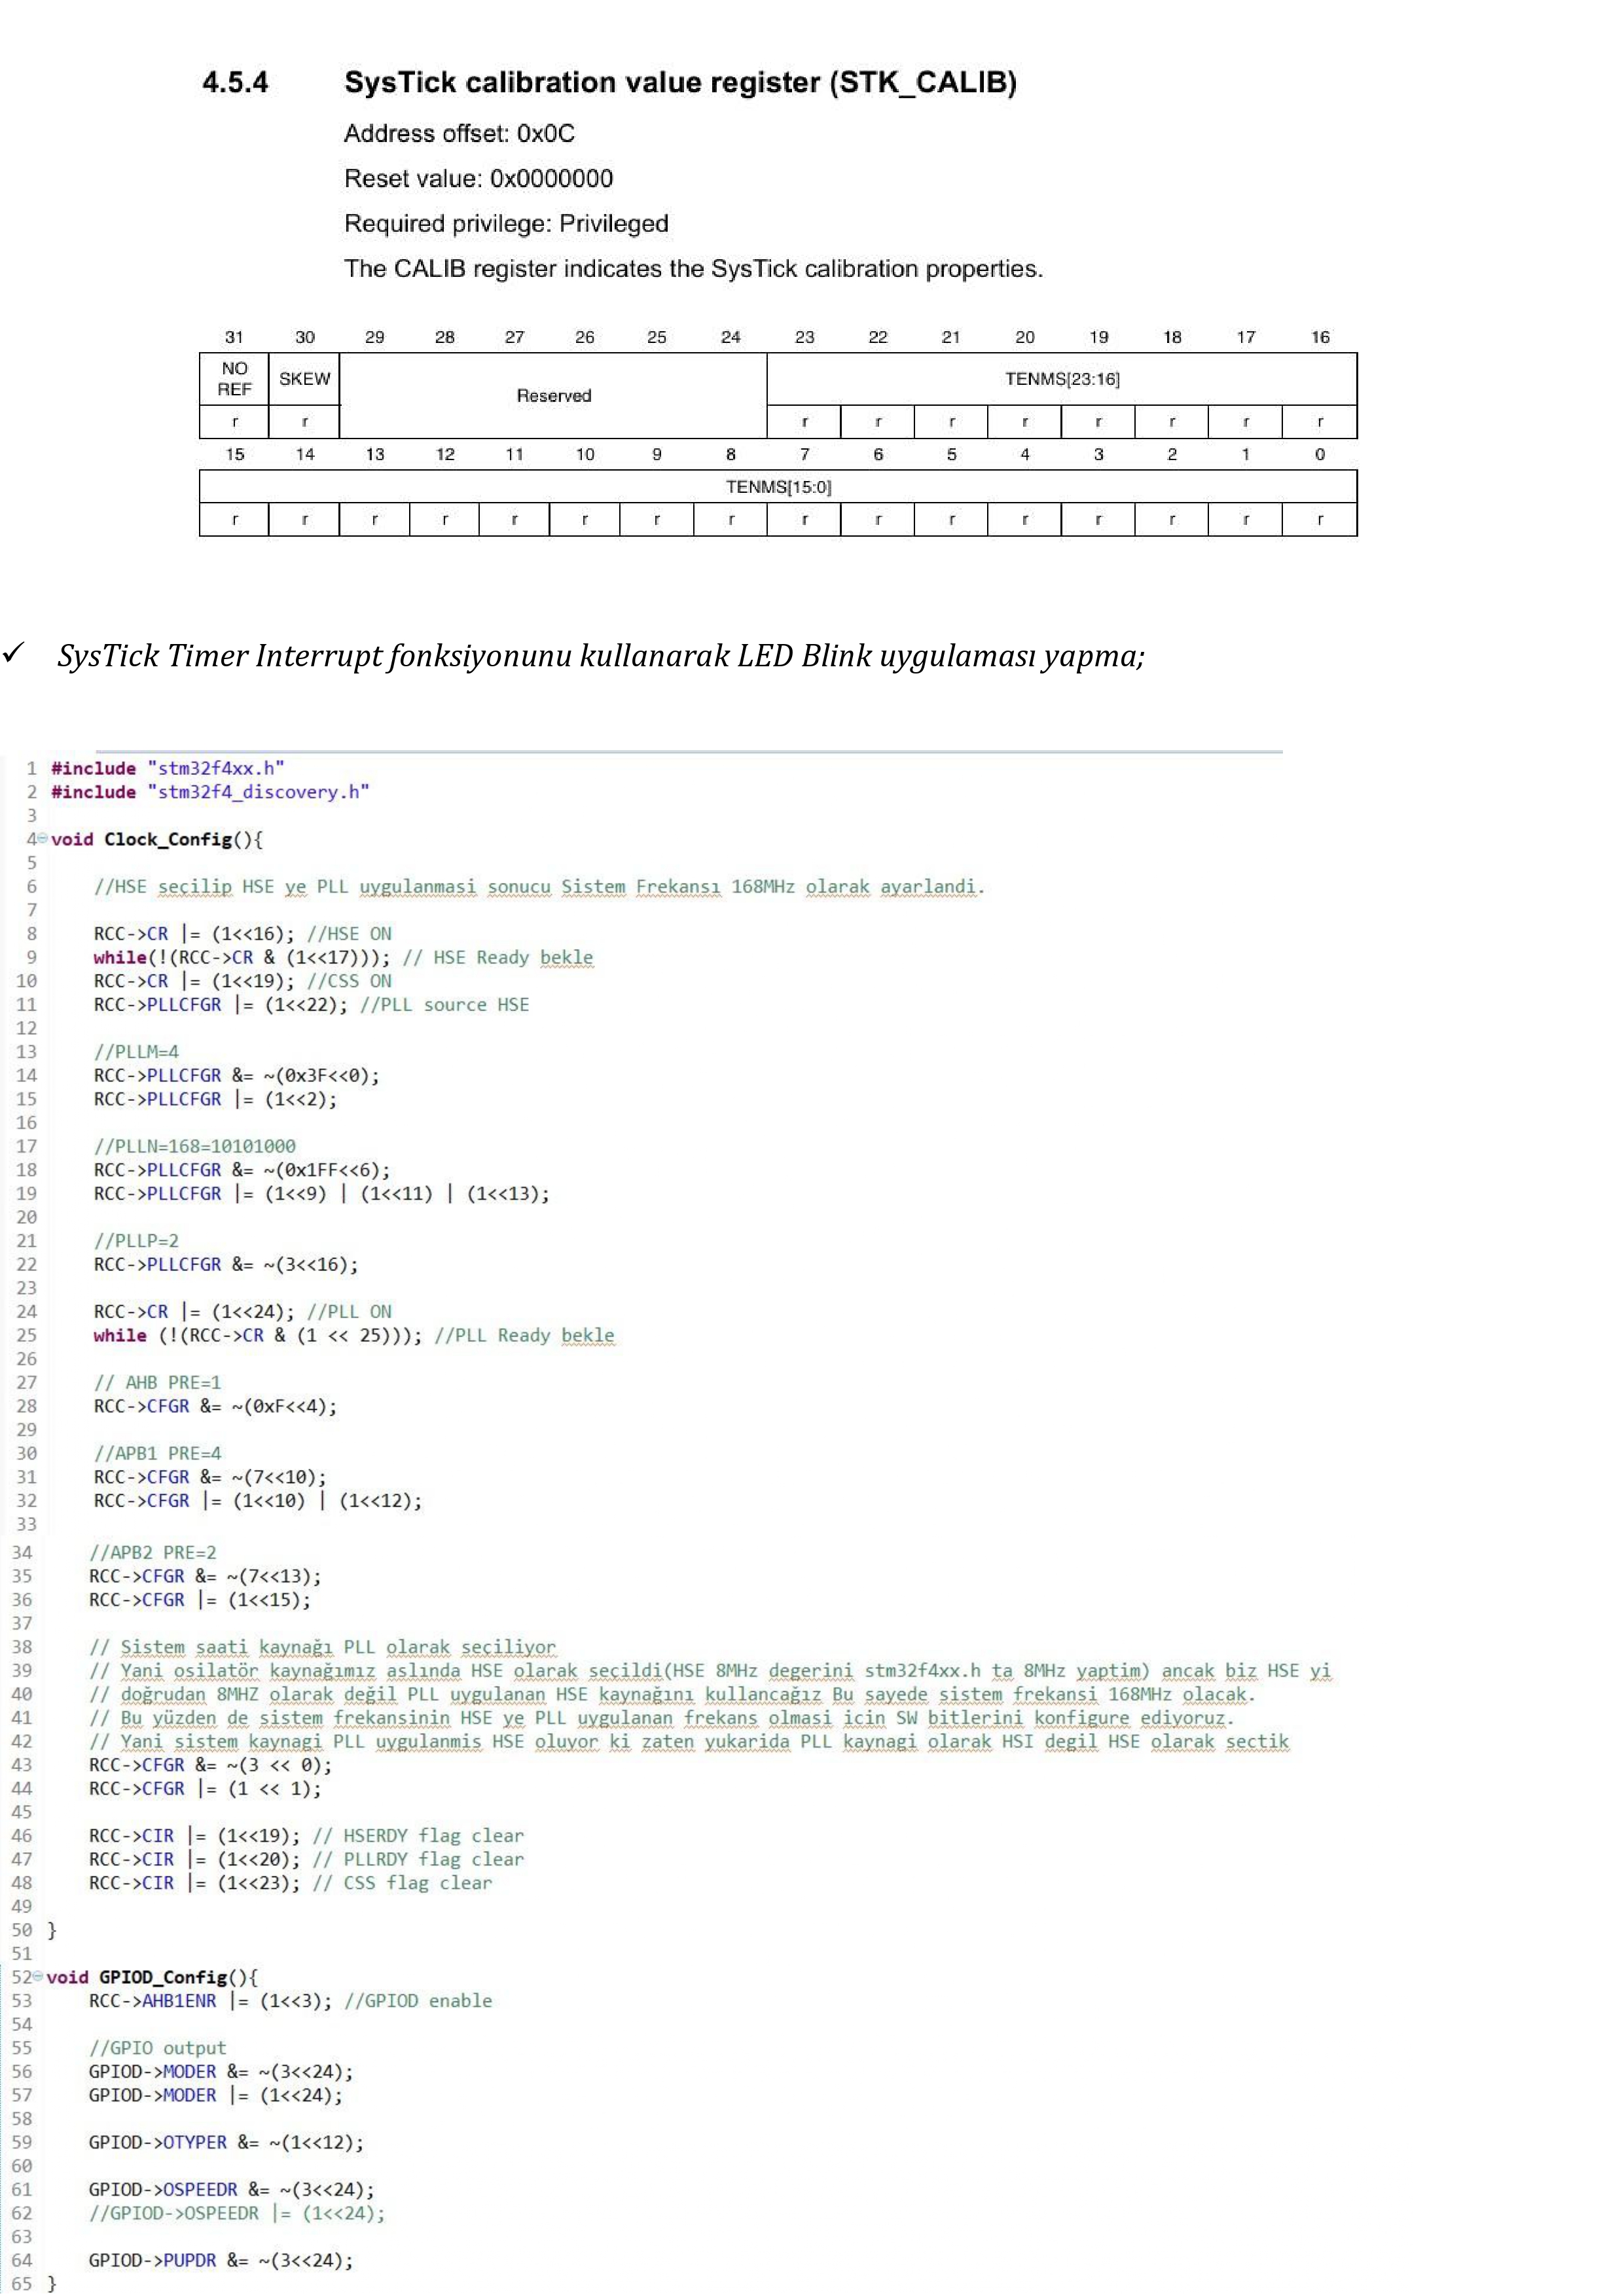 4.5.4 SysTick calibration value register (STK_CALIB)
Address offset: 0x0C
Reset value: 0x0000000
Required privilege: Privileged
The CALIB register indicates the SysTick calibration properties.
31 30 29 28 27 26 25 24 23 22 21 20 19 18 17 16
NO REF SKEW Reserved TENMS[23:16]
r r r r r r r r r r
15 14 13 12 11 10 9 8 7 6 5 4 3 2 1 0
TENMS[15:0]
r r r r r r r r r r r r r r r r
✓ SysTick Timer Interrupt fonksiyonunu kullanarak LED Blink uygulaması yapma;
1 #include "stm32f4xx.h"
2 #include "stm32f4_discovery.h"
3
4 void Clock_Config(){
5
6 //HSE seçilip HSE ye PLL uygulanmasi sonucu Sistem Frekansı 168MHz olarak ayarlandi.
7
8 RCC->CR |= (1<<16); //HSE ON
9 while(!(RCC->CR & (1<<17))); // HSE Ready bekle
10 RCC->CR |= (1<<19); //CSS ON
11 RCC->PLLCFGR |= (1<<22); //PLL source HSE
12
13 //PLLM=4
14 RCC->PLLCFGR &= ~(0x3F<<0);
15 RCC->PLLCFGR |= (1<<2);
16
17 //PLLN=168=10101000
18 RCC->PLLCFGR &= ~(0x1FF<<6);
19 RCC->PLLCFGR |= (1<<9) | (1<<11) | (1<<13);
20
21 //PLLP=2
22 RCC->PLLCFGR &= ~(3<<16);
23
24 RCC->CR |= (1<<24); //PLL ON
25 while (!(RCC->CR & (1 << 25))); //PLL Ready bekle
26
27 // AHB PRE=1
28 RCC->CFGR &= ~(0xF<<4);
29
30 //APB1 PRE=4
31 RCC->CFGR &= ~(7<<10);
32 RCC->CFGR |= (1<<10) | (1<<12);
33
34 //APB2 PRE=2
35 RCC->CFGR &= ~(7<<13);
36 RCC->CFGR |= (1<<15);
37
38 // Sistem saati kaynağı PLL olarak seçiliyor
39 // Yani osilatör kaynağımız aslında HSE olarak seçildi(HSE 8MHz degerini stm32f4xx.h ta 8MHz yaptim) ancak biz HSE yi
40 // doğrudan 8MHZ olarak değil PLL uygulanan HSE kaynağını kullancağız Bu sayede sistem frekansi 168MHz olacak.
41 // Bu yüzden de sistem frekansinin HSE ye PLL uygulanan frekans olmasi icin SW bitlerini konfigure ediyoruz.
42 // Yani sistem kaynagi PLL uygulanmis HSE oluyor ki zaten yukarida PLL kaynagi olarak HSI degil HSE olarak sectik
43 RCC->CFGR &= ~(3 << 0);
44 RCC->CFGR |= (1 << 1);
45
46 RCC->CIR |= (1<<19); // HSERDY flag clear
47 RCC->CIR |= (1<<20); // PLLRDY flag clear
48 RCC->CIR |= (1<<23); // CSS flag clear
49
50 }
51
52 void GPIOD_Config(){
53 RCC->AHB1ENR |= (1<<3); //GPIOD enable
54
55 //GPIO output
56 GPIOD->MODER &= ~(3<<24);
57 GPIOD->MODER |= (1<<24);
58
59 GPIOD->OTYPER &= ~(1<<12);
60
61 GPIOD->OSPEEDR &= ~(3<<24);
62 //GPIOD->OSPEEDR |= (1<<24);
63
64 GPIOD->PUPDR &= ~(3<<24);
65 }